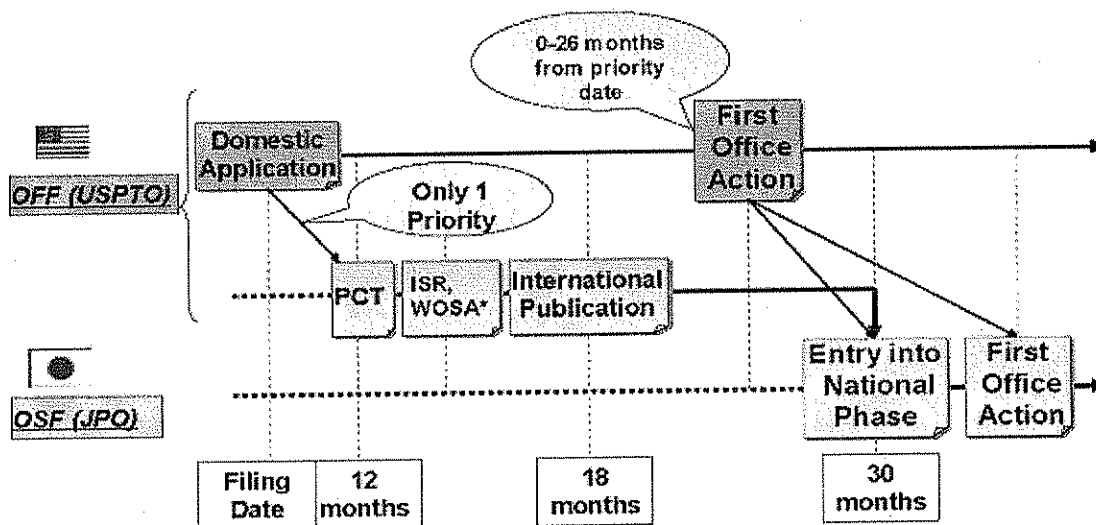 0-26 months
from priority
date
First
Office
Action
Domestic
Application
OFF (USPTO)
Only 1
Priority
PCT
ISR,
WOSA*
International
Publication
Entry into
National
Phase
First
Office
Action
OSF (JPO)
Filing
Date
12
months
18
months
30
months